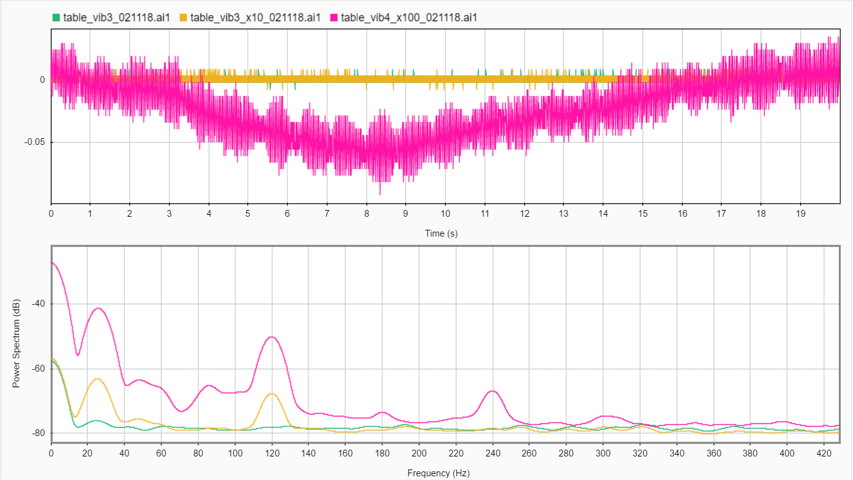 table_vib3_021118.ai1 table_vib3_x10_021118.ai1 table_vib4_x100_021118.ai1
0
-0.05
0 1 2 3 4 5 6 7 8 9 10 11 12 13 14 15 16 17 18 19
Time (s)
Power Spectrum (dB)
-40
-60
-80
0 20 40 60 80 100 120 140 160 180 200 220 240 260 280 300 320 340 360 380 400 420
Frequency (Hz)